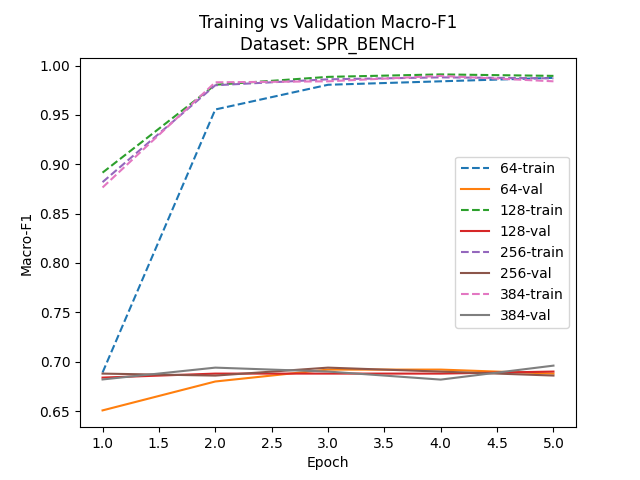 Training vs Validation Macro-F1
Dataset: SPR_BENCH
Macro-F1
1.00
0.95
0.90
0.85
0.80
0.75
0.70
0.65
64-train
64-val
128-train
128-val
256-train
256-val
384-train
384-val
1.0 1.5 2.0 2.5 3.0 3.5 4.0 4.5 5.0
Epoch